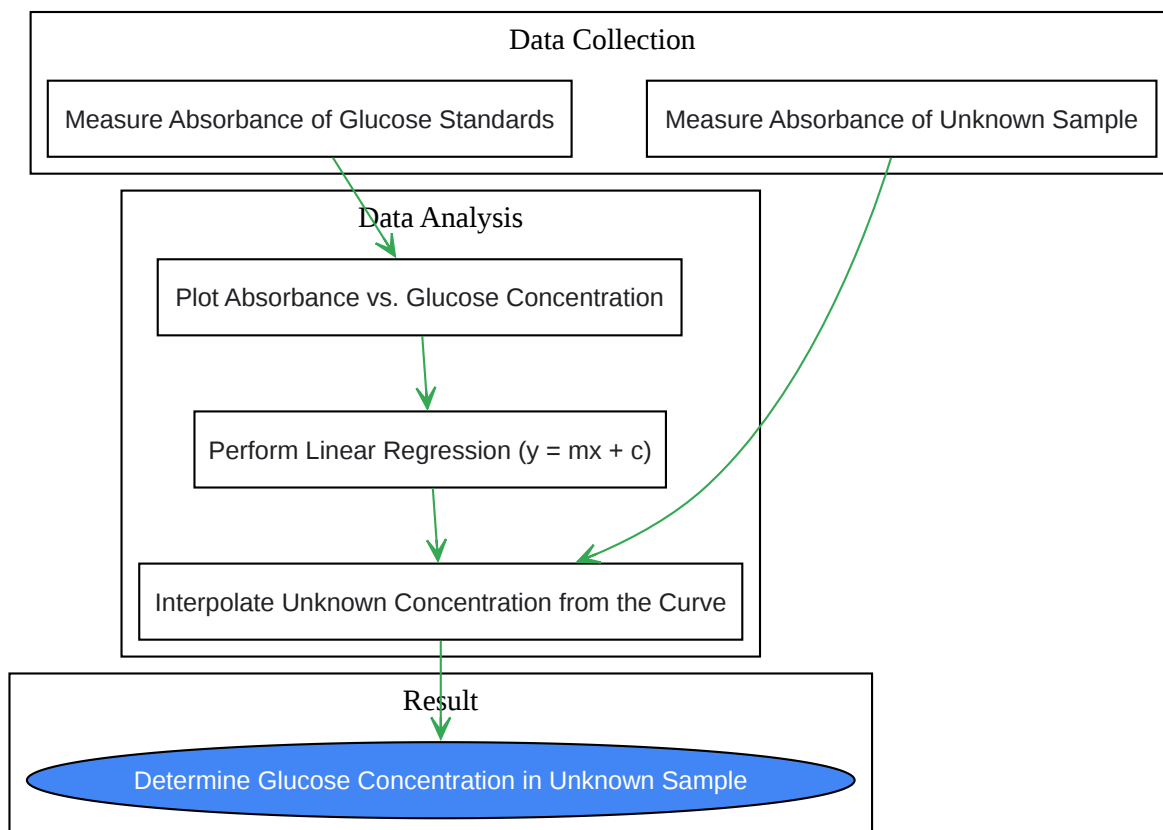 Data Collection
Measure Absorbance of Glucose Standards
Measure Absorbance of Unknown Sample
Data Analysis
Plot Absorbance vs. Glucose Concentration
Perform Linear Regression (y = mx + c)
Interpolate Unknown Concentration from the Curve
Result
Determine Glucose Concentration in Unknown Sample